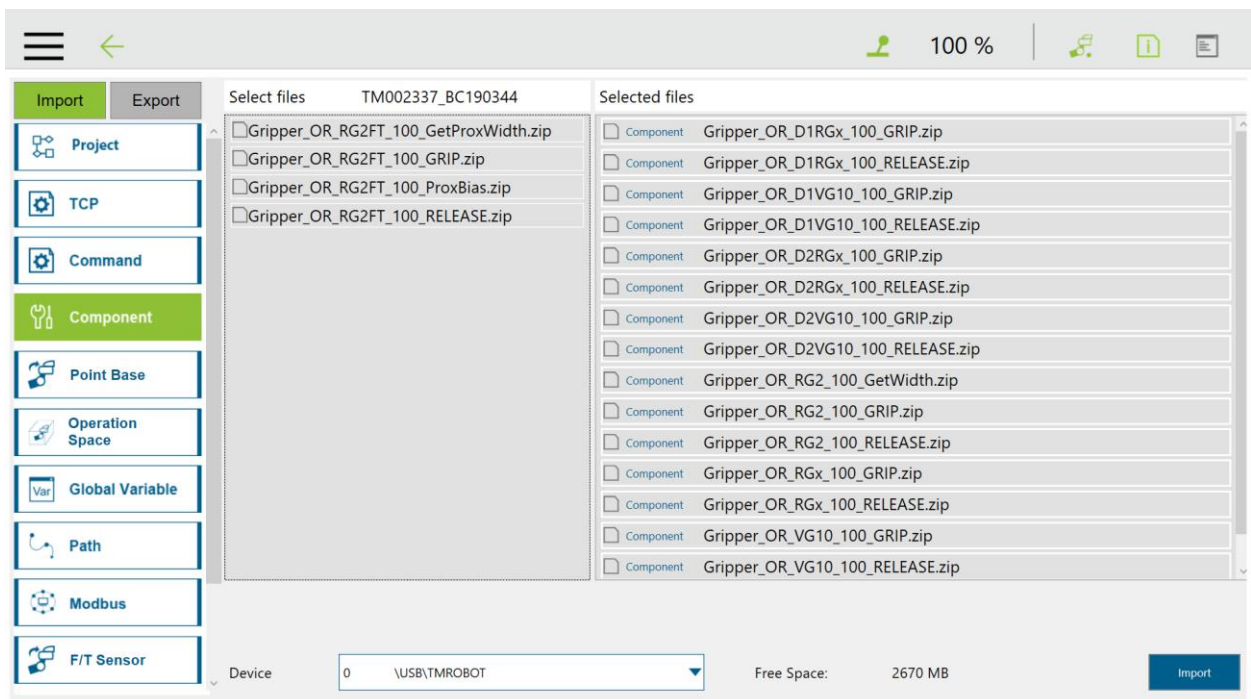 100 %
Import Export
Project
TCP
Command
Component
Point Base
Operation
Space
Var Global Variable
Path
Modbus
F/T Sensor
Select files TM002337_BC190344
Gripper_OR_RG2FT_100_GetProxWidth.zip
Gripper_OR_RG2FT_100_GRIP.zip
Gripper_OR_RG2FT_100_ProxBias.zip
Gripper_OR_RG2FT_100_RELEASE.zip
Selected files
Component Gripper_OR_D1RGx_100_GRIP.zip
Component Gripper_OR_D1RGx_100_RELEASE.zip
Component Gripper_OR_D1VG10_100_GRIP.zip
Component Gripper_OR_D1VG10_100_RELEASE.zip
Component Gripper_OR_D2RGx_100_GRIP.zip
Component Gripper_OR_D2RGx_100_RELEASE.zip
Component Gripper_OR_D2VG10_100_GRIP.zip
Component Gripper_OR_D2VG10_100_RELEASE.zip
Component Gripper_OR_RG2_100_GetWidth.zip
Component Gripper_OR_RG2_100_GRIP.zip
Component Gripper_OR_RG2_100_RELEASE.zip
Component Gripper_OR_RGx_100_GRIP.zip
Component Gripper_OR_RGx_100_RELEASE.zip
Component Gripper_OR_VG10_100_GRIP.zip
Component Gripper_OR_VG10_100_RELEASE.zip
Device 0 \USB\TMROBOT Free Space: 2670 MB Import